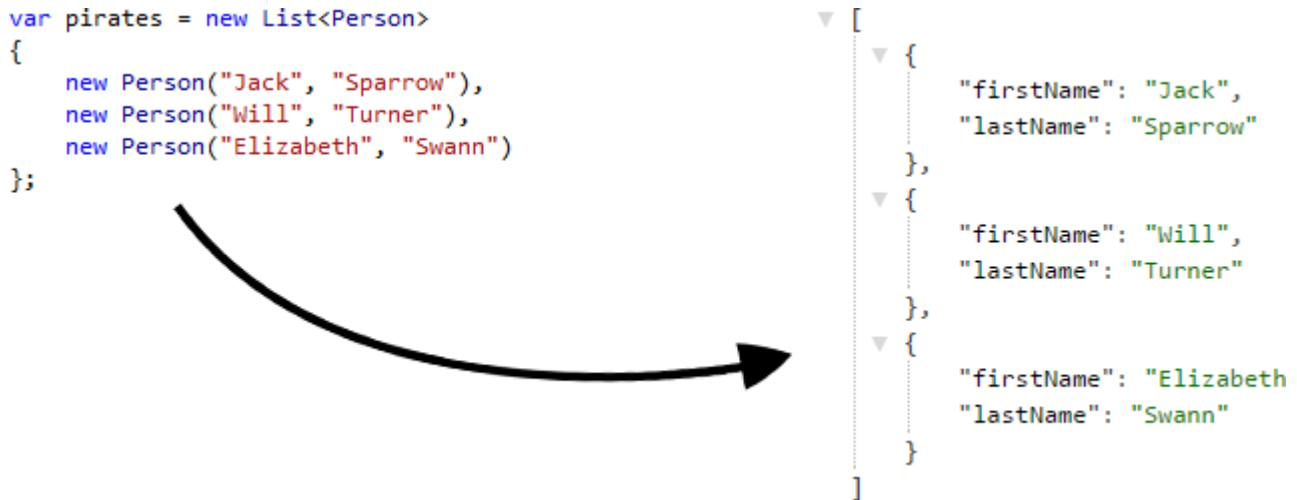 var pirates = new List<Person>
{
    new Person("Jack", "Sparrow"),
    new Person("Will", "Turner"),
    new Person("Elizabeth", "Swann")
};
[
{
"firstName": "Jack",
"lastName": "Sparrow"
},
{
"firstName": "Will",
"lastName": "Turner"
},
{
"firstName": "Elizabeth
"lastName": "Swann"
}
]